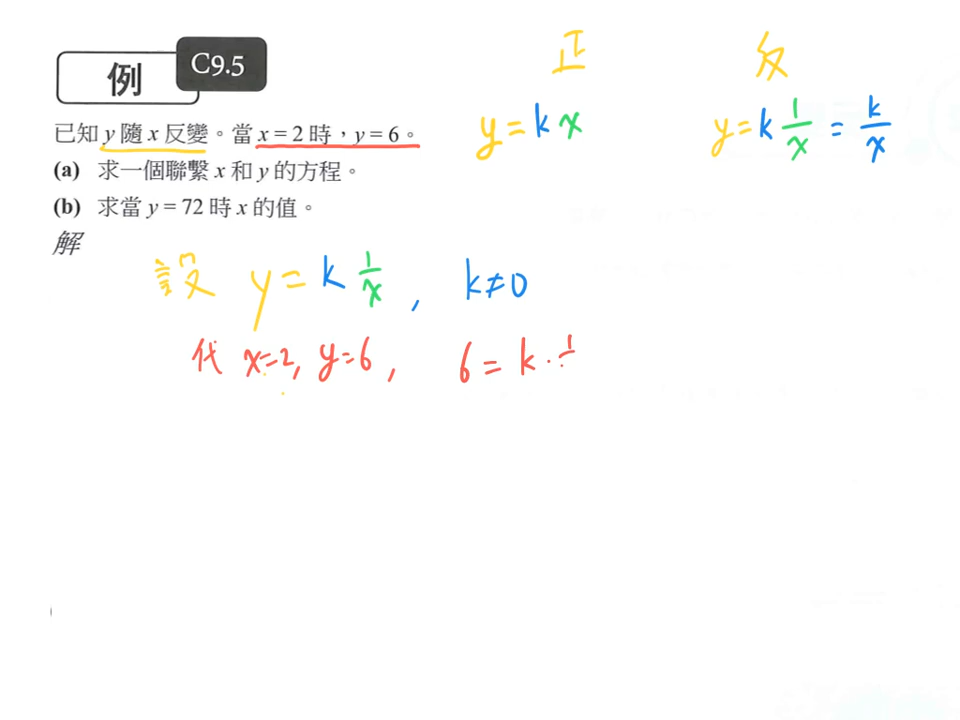 例 C9.5
正 反
已知 y 隨 x 反變。當 x = 2 時，y = 6。
y = k x
y = k 1/x = k/x
(a) 求一個聯繫 x 和 y 的方程。
(b) 求當 y = 72 時 x 的值。
解
設 y = k 1/x , k≠0
代 x=2, y=6, 6 = k · 1